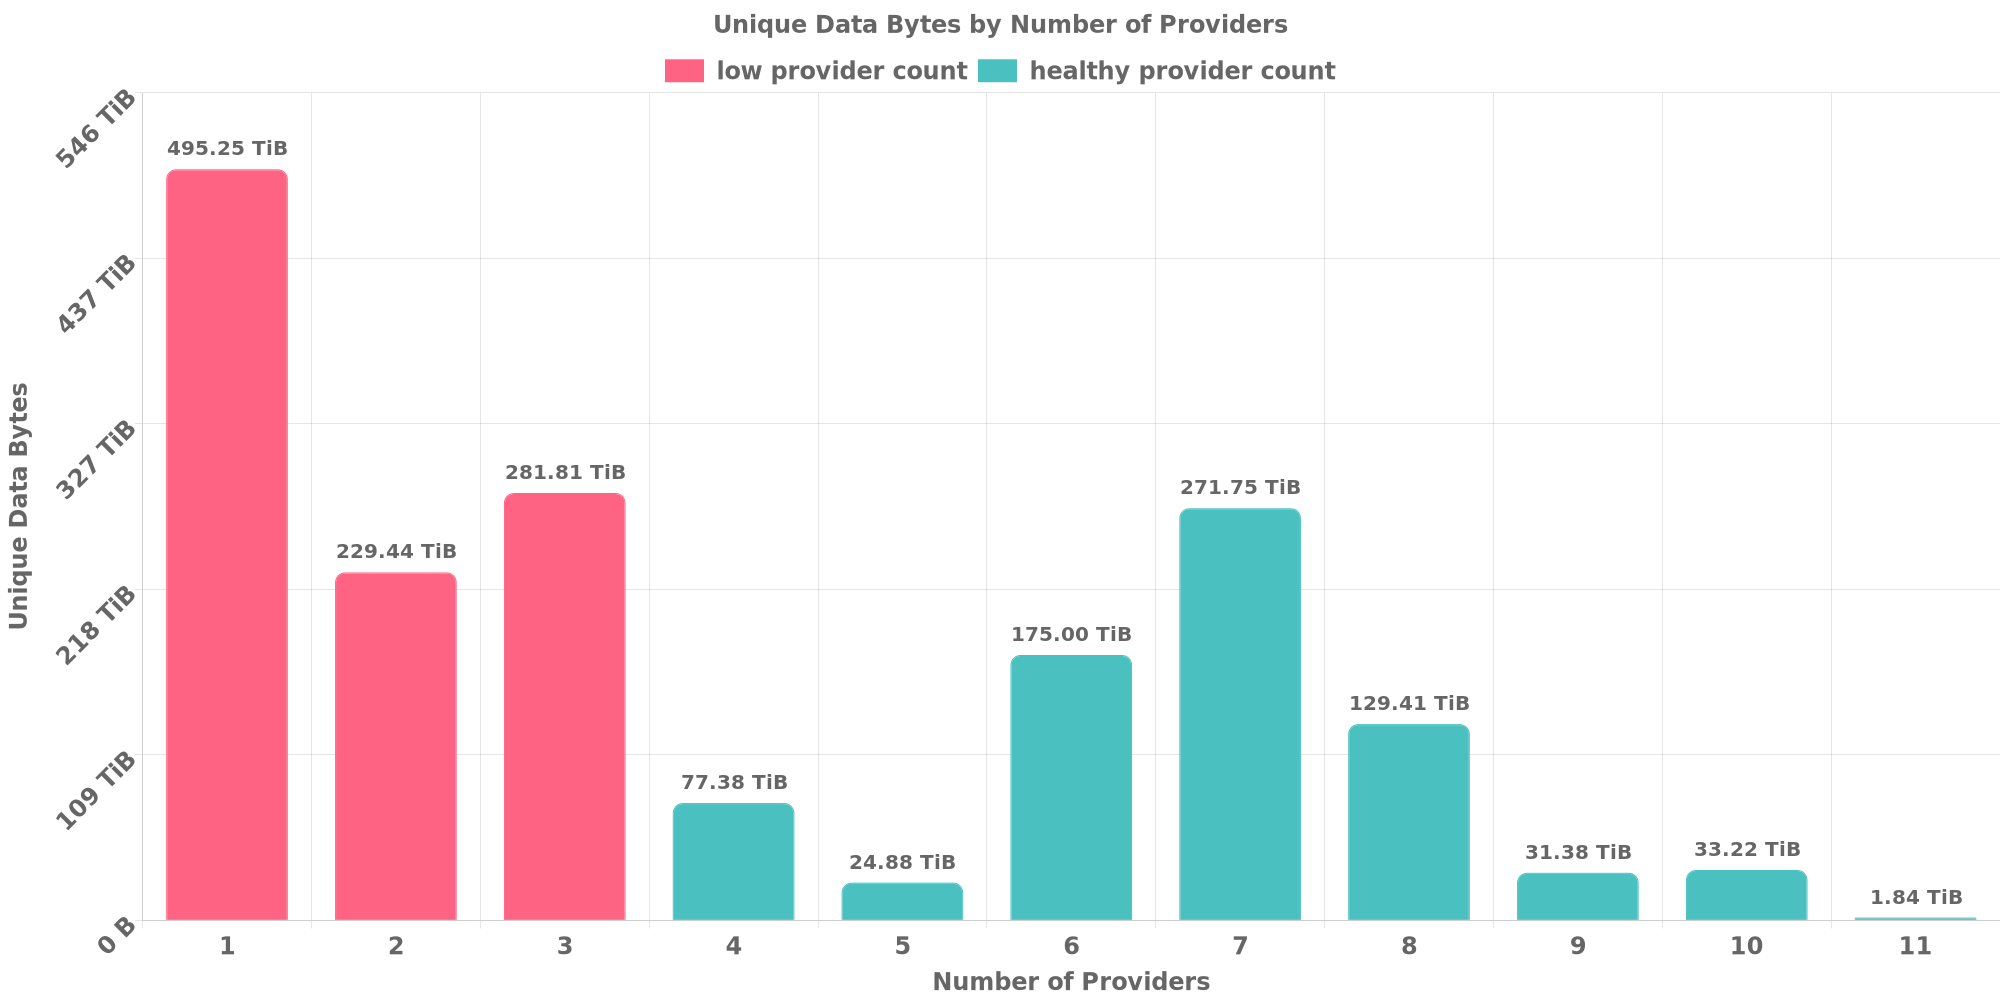 Unique Data Bytes by Number of Providers
low provider count healthy provider count
546 TiB
437 TiB
327 TiB
218 TiB
109 TiB
0 B
Unique Data Bytes
495.25 TiB
229.44 TiB
281.81 TiB
77.38 TiB
24.88 TiB
175.00 TiB
271.75 TiB
129.41 TiB
31.38 TiB
33.22 TiB
1.84 TiB
1 2 3 4 5 6 7 8 9 10 11
Number of Providers